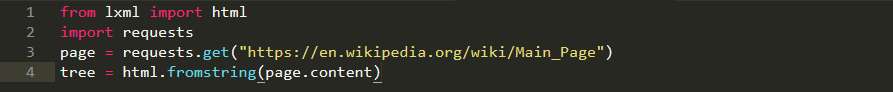 1 from lxml import html
2 import requests
3 page = requests.get("https://en.wikipedia.org/wiki/Main_Page")
4 tree = html.fromstring(page.content)